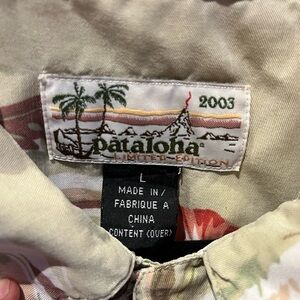 2003
pataloha®
LIMITED EDITION
L
MADE IN /
FABRIQUE A
CHINA
CONTENT (OVER)